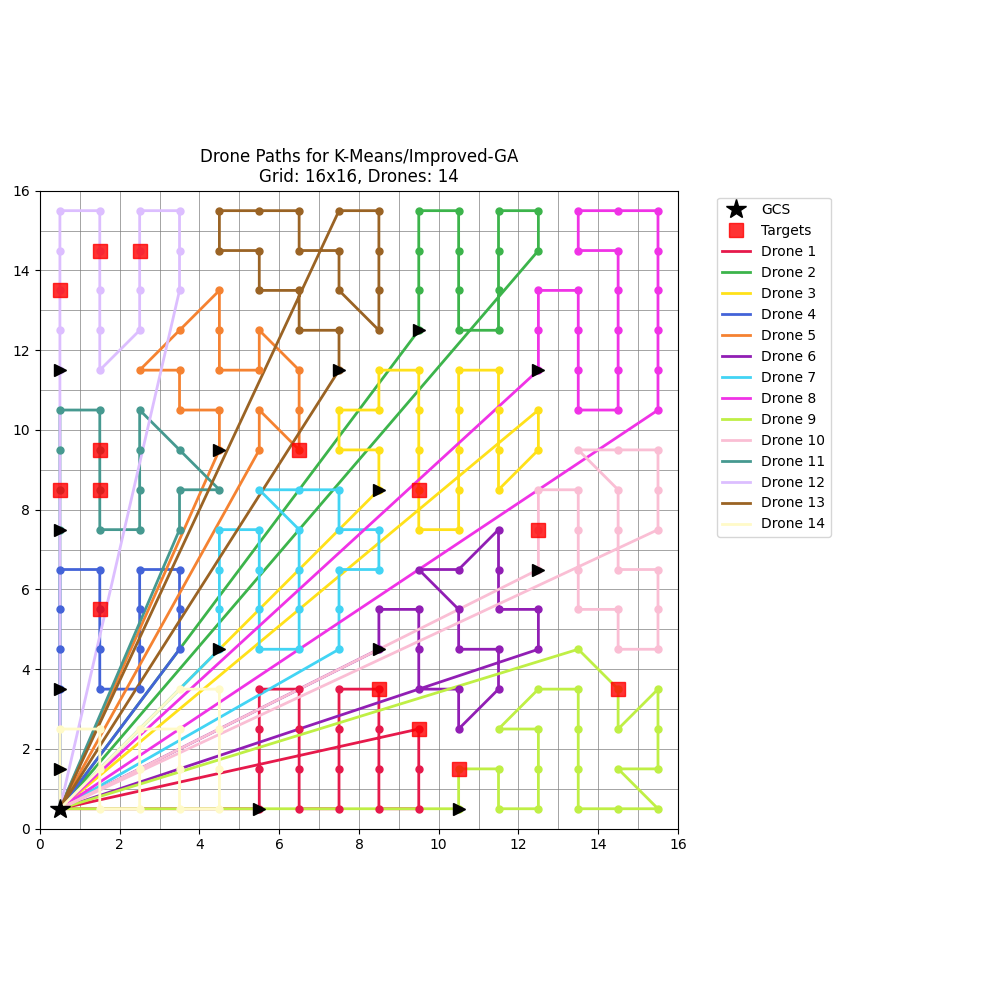 Drone Paths for K-Means/Improved-GA
Grid: 16x16, Drones: 14
16
14
12
10
8
6
4
2
0
0 2 4 6 8 10 12 14 16
GCS
Targets
Drone 1
Drone 2
Drone 3
Drone 4
Drone 5
Drone 6
Drone 7
Drone 8
Drone 9
Drone 10
Drone 11
Drone 12
Drone 13
Drone 14